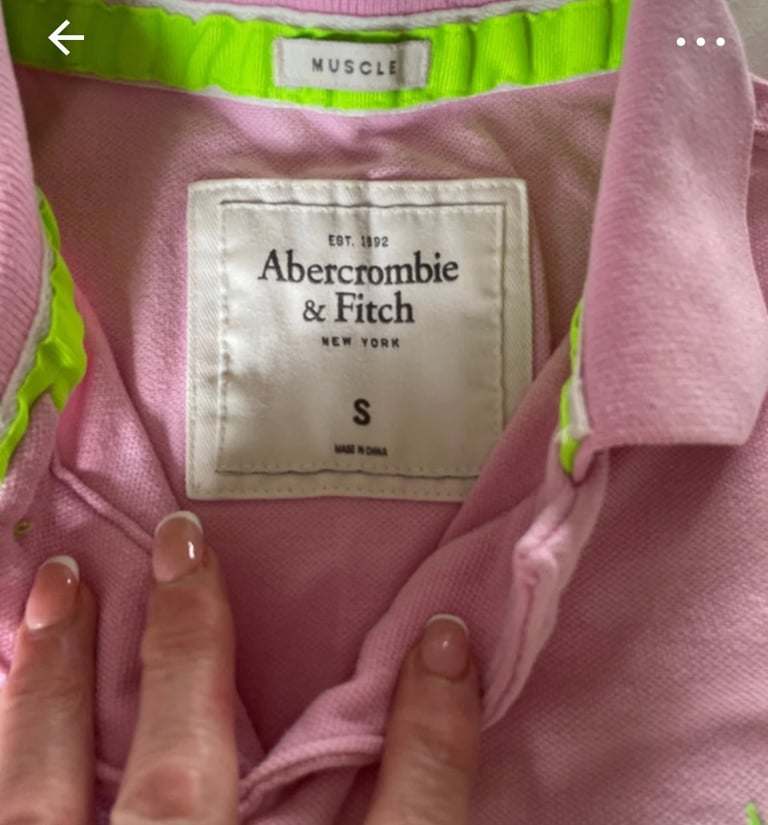 MUSCLE
EST. 1892
Abercrombie
& Fitch
NEW YORK
S
MADE IN CHINA